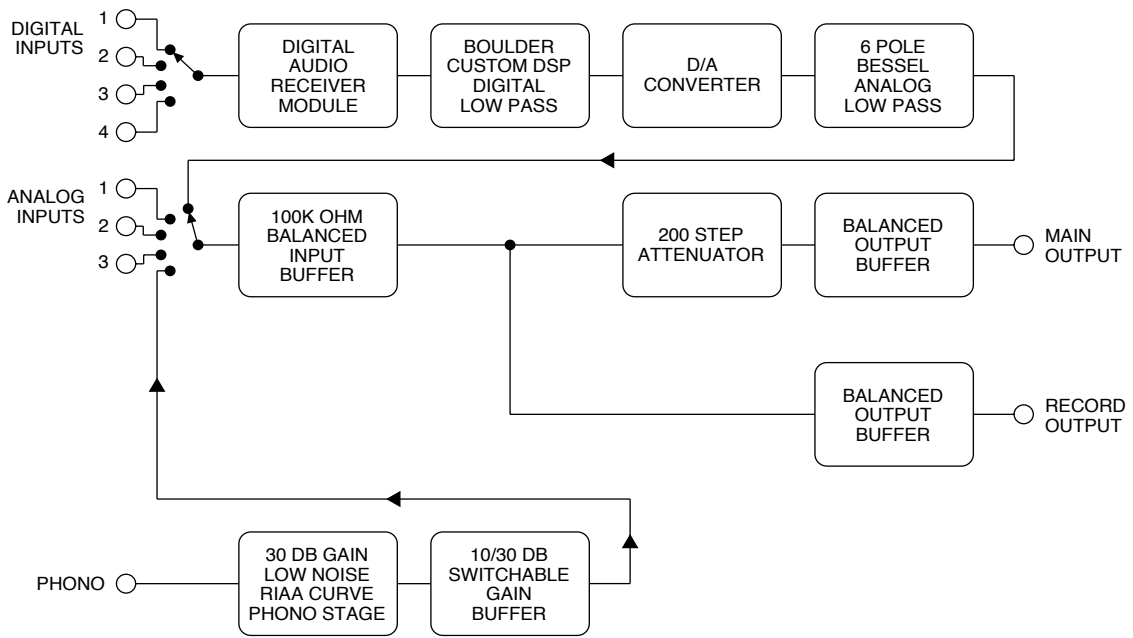 DIGITAL
INPUTS
1
2
3
4
DIGITAL
AUDIO
RECEIVER
MODULE
BOULDER
CUSTOM DSP
DIGITAL
LOW PASS
D/A
CONVERTER
6 POLE
BESSEL
ANALOG
LOW PASS
ANALOG
INPUTS
1
2
3
100K OHM
BALANCED
INPUT
BUFFER
200 STEP
ATTENUATOR
BALANCED
OUTPUT
BUFFER
MAIN
OUTPUT
BALANCED
OUTPUT
BUFFER
RECORD
OUTPUT
PHONO
30 DB GAIN
LOW NOISE
RIAA CURVE
PHONO STAGE
10/30 DB
SWITCHABLE
GAIN
BUFFER